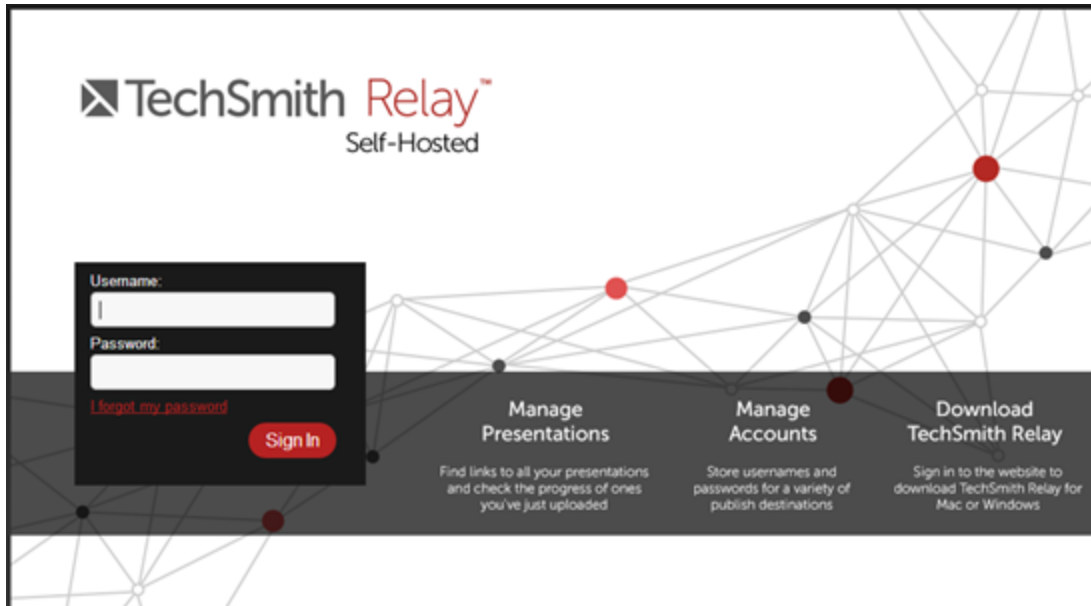 TechSmith Relay™
Self-Hosted
Username:
Password:
I forgot my password
Sign In
Manage
Presentations
Find links to all your presentations
and check the progress of ones
you've just uploaded
Manage
Accounts
Store usernames and
passwords for a variety of
publish destinations
Download
TechSmith Relay
Sign in to the website to
download TechSmith Relay for
Mac or Windows